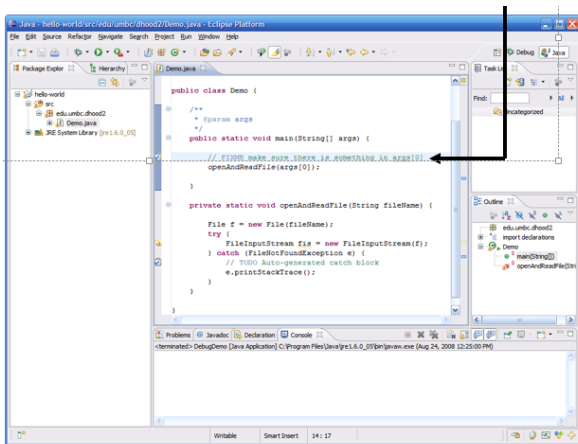 Java - hello-world/src/edu/umbc/dhood2/Demo.java - Eclipse Platform
File Edit Source Refactor Navigate Search Project Run Window Help
Debug Java
Package Explor Hierarchy
hello-world
src
edu.umbc.dhood2
Demo.java
JRE System Library [jre1.6.0_05]
Demo.java
public class Demo {
/**
* @param args
*/
public static void main(String[] args) {
// FIXME make sure there is something in args[0]
openAndReadFile(args[0]);
}
private static void openAndReadFile(String fileName) {
File f = new File(fileName);
try {
FileInputStream fis = new FileInputStream(f);
} catch (FileNotFoundException e) {
// TODO Auto-generated catch block
e.printStackTrace();
}
}
}
Task List
Find: All
Uncategorized
Outline
edu.umbc.dhood2
import declarations
Demo
main(String[])
openAndReadFile(Stri
Problems Javadoc Declaration Console
<terminated> DebugDemo [Java Application] C:\Program Files\Java\jre1.6.0_05\bin\javaw.exe (Aug 24, 2008 12:25:00 PM)
Writable Smart Insert 14 : 17